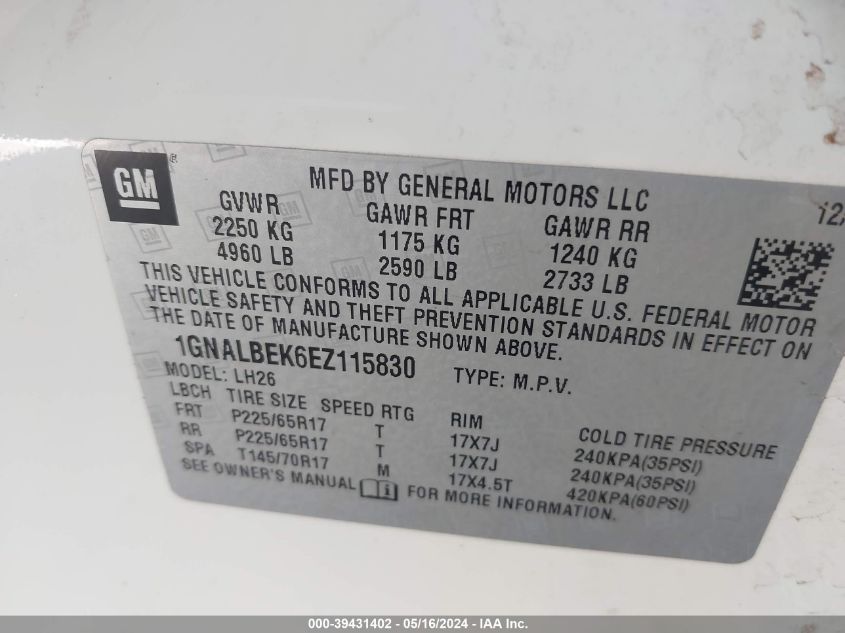 GM ®
MFD BY GENERAL MOTORS LLC
12/
GVWR GAWR FRT GAWR RR
2250 KG 1175 KG 1240 KG
4960 LB 2590 LB 2733 LB
THIS VEHICLE CONFORMS TO ALL APPLICABLE U.S. FEDERAL MOTOR
VEHICLE SAFETY AND THEFT PREVENTION STANDARDS IN EFFECT ON
THE DATE OF MANUFACTURE SHOWN ABOVE.
1GNALBEK6EZ115830 TYPE: M.P.V.
MODEL: LH26
LBCH TIRE SIZE SPEED RTG RIM COLD TIRE PRESSURE
FRT P225/65R17 T 17X7J 240KPA(35PSI)
RR P225/65R17 T 17X7J 240KPA(35PSI)
SPA T145/70R17 M 17X4.5T 420KPA(60PSI)
SEE OWNER'S MANUAL FOR MORE INFORMATION.
000-39431402 - 05/16/2024 - IAA Inc.